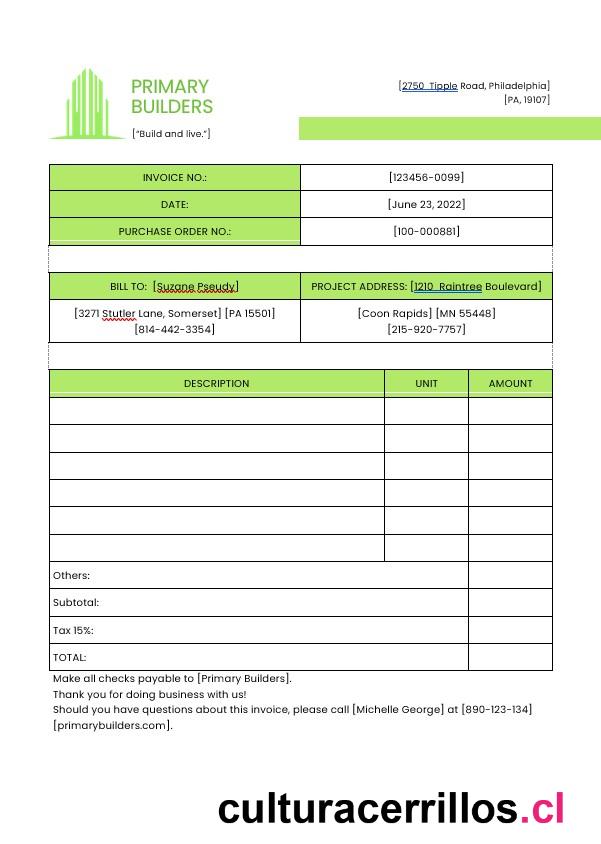 PRIMARY
BUILDERS
["Build and live."]
[2750 Tipple Road, Philadelphia]
[PA, 19107]
INVOICE NO.: [123456-0099]
DATE: [June 23, 2022]
PURCHASE ORDER NO.: [100-000881]
BILL TO: [Suzane Pseudy] PROJECT ADDRESS: [1210 Raintree Boulevard]
[3271 Stutler Lane, Somerset] [PA 15501] [Coon Rapids] [MN 55448]
[814-442-3354] [215-920-7757]
DESCRIPTION UNIT AMOUNT
Others:
Subtotal:
Tax 15%:
TOTAL:
Make all checks payable to [Primary Builders].
Thank you for doing business with us!
Should you have questions about this invoice, please call [Michelle George] at [890-123-134]
[primarybuilders.com].
culturacerrillos.cl